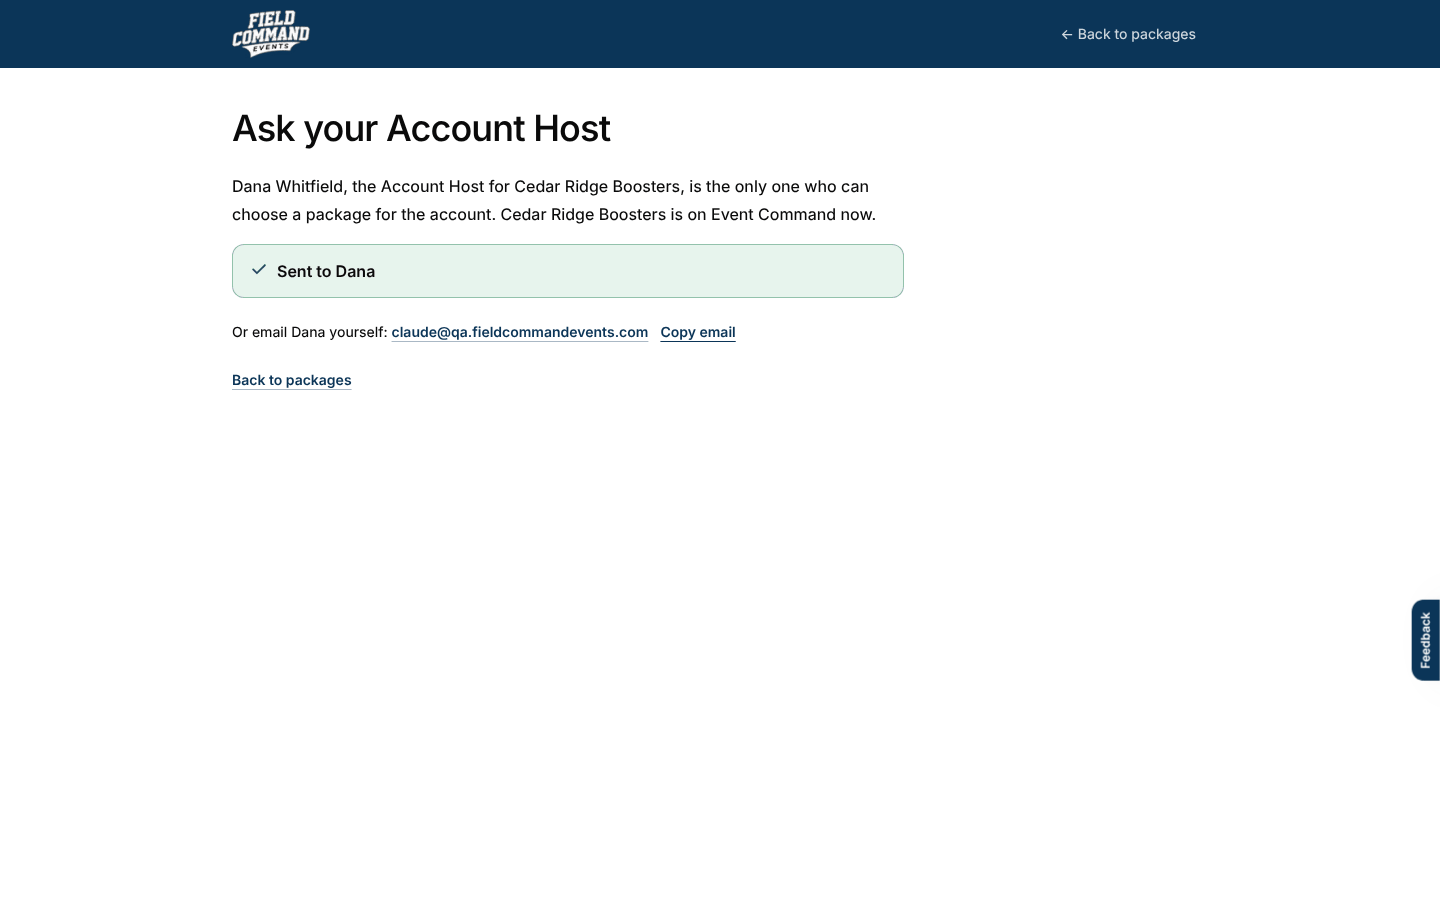 FIELD
COMMAND
EVENTS
← Back to packages
Ask your Account Host
Dana Whitfield, the Account Host for Cedar Ridge Boosters, is the only one who can
choose a package for the account. Cedar Ridge Boosters is on Event Command now.
Sent to Dana
Or email Dana yourself: claude@qa.fieldcommandevents.com Copy email
Back to packages
Feedback